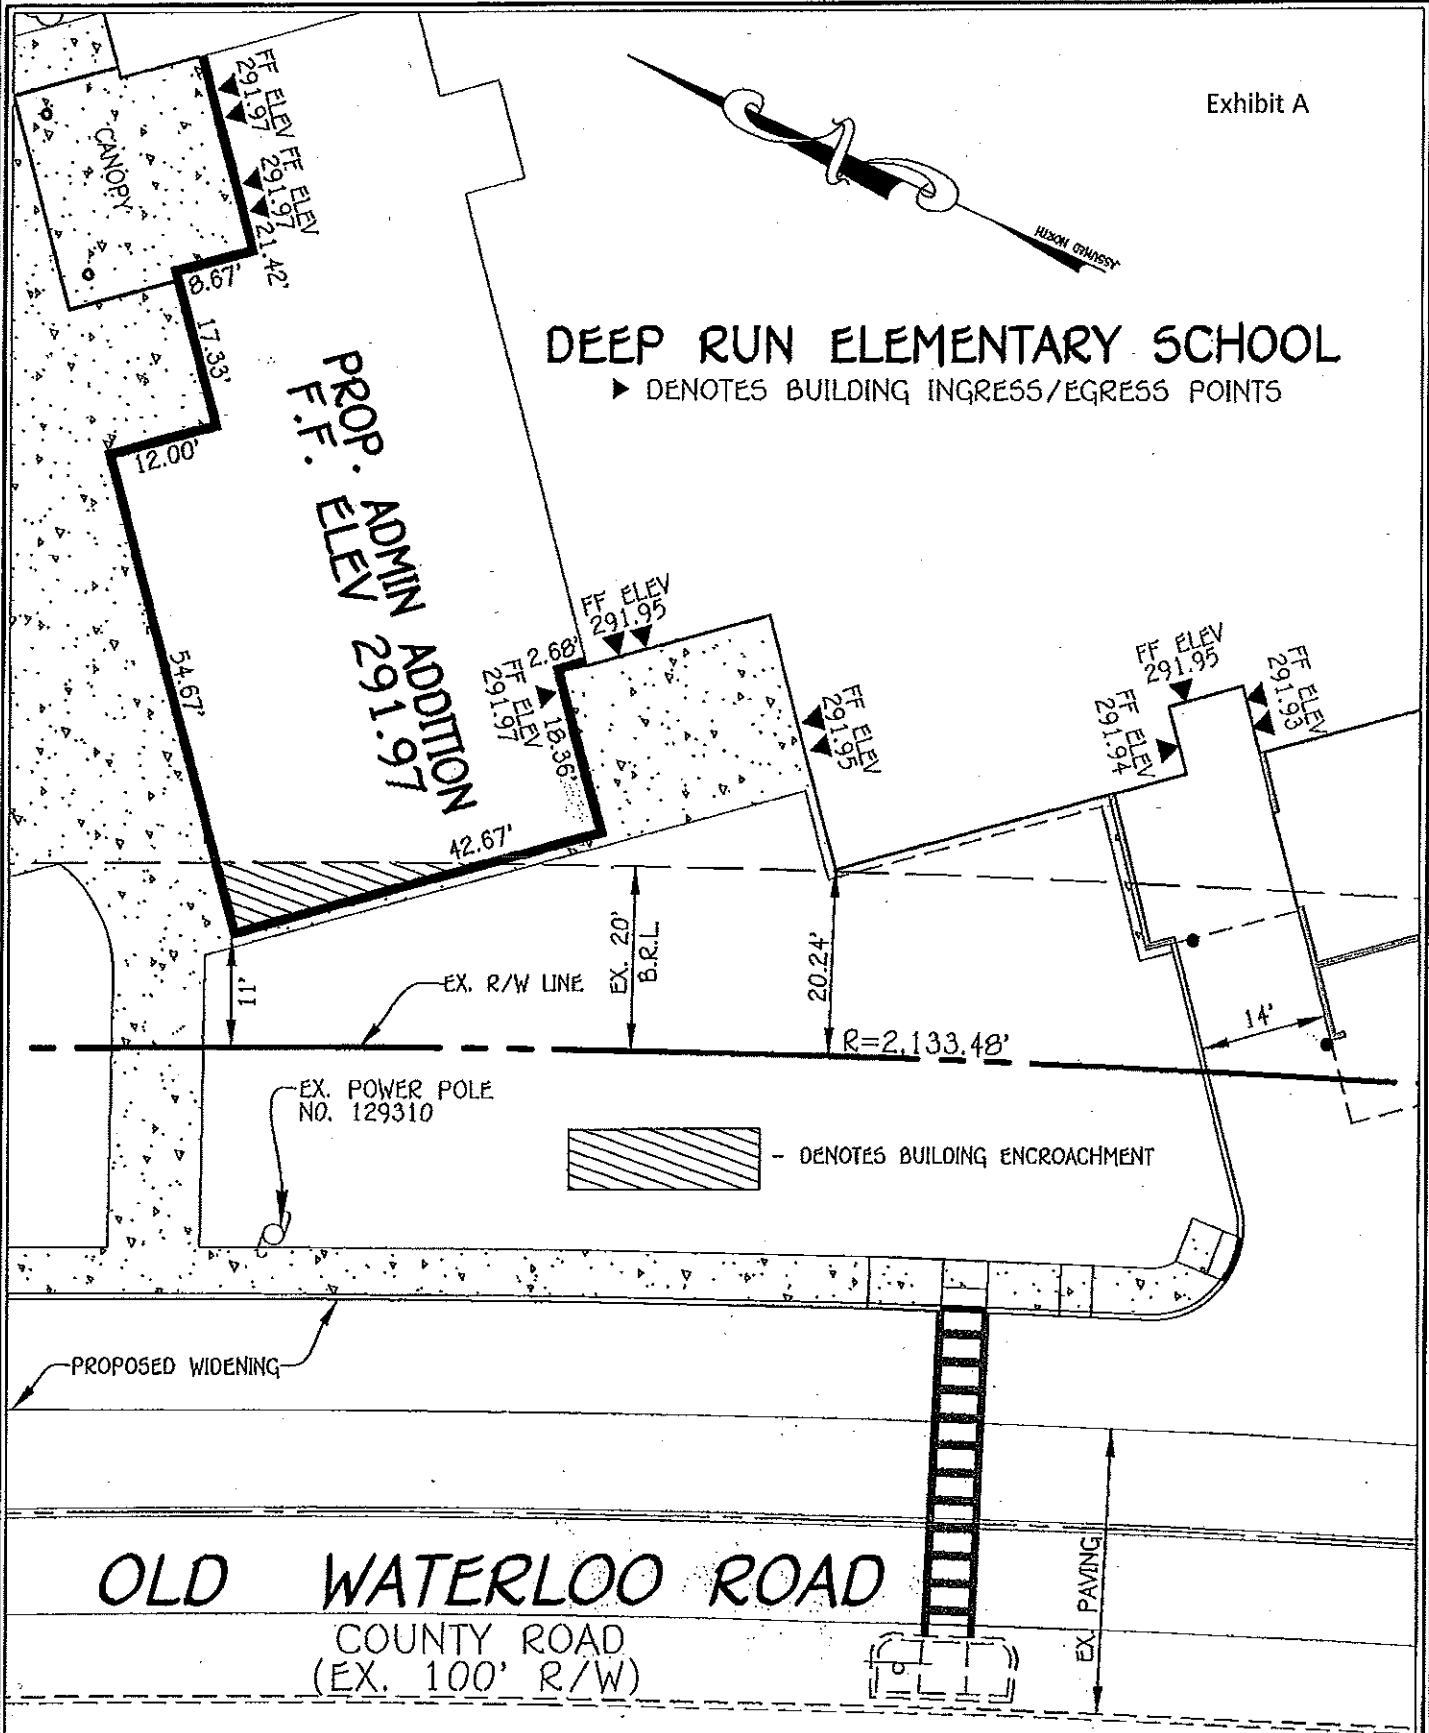 Exhibit A
FF ELEV
291.97
FF ELEV
291.97
CANOPY
21.42'
8.67'
17.33'
12.00'
ASSUMED NORTH
DEEP RUN ELEMENTARY SCHOOL
DENOTES BUILDING INGRESS/EGRESS POINTS
PROP. ADMIN ADDITION
F.F. ELEV 291.97
54.67'
FF ELEV
291.95
2.68'
FF ELEV
291.97
18.36'
42.67'
FF ELEV
291.95
FF ELEV
291.95
FF ELEV
291.94
FF ELEV
291.93
11'
EX. R/W LINE
EX. 20'
B.R.L.
20.24'
R=2,133.48'
14'
EX. POWER POLE
NO. 129310
- DENOTES BUILDING ENCROACHMENT
PROPOSED WIDENING
EX. PAVING
OLD WATERLOO ROAD
COUNTY ROAD
(EX. 100' R/W)